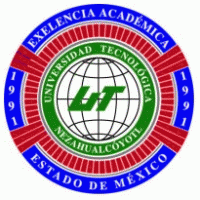 EXELENCIA ACADÉMICA
1991
UNIVERSIDAD TECNOLÓGICA
UT
NEZAHUALCÓYOTL
1991
ESTADO DE MÉXICO